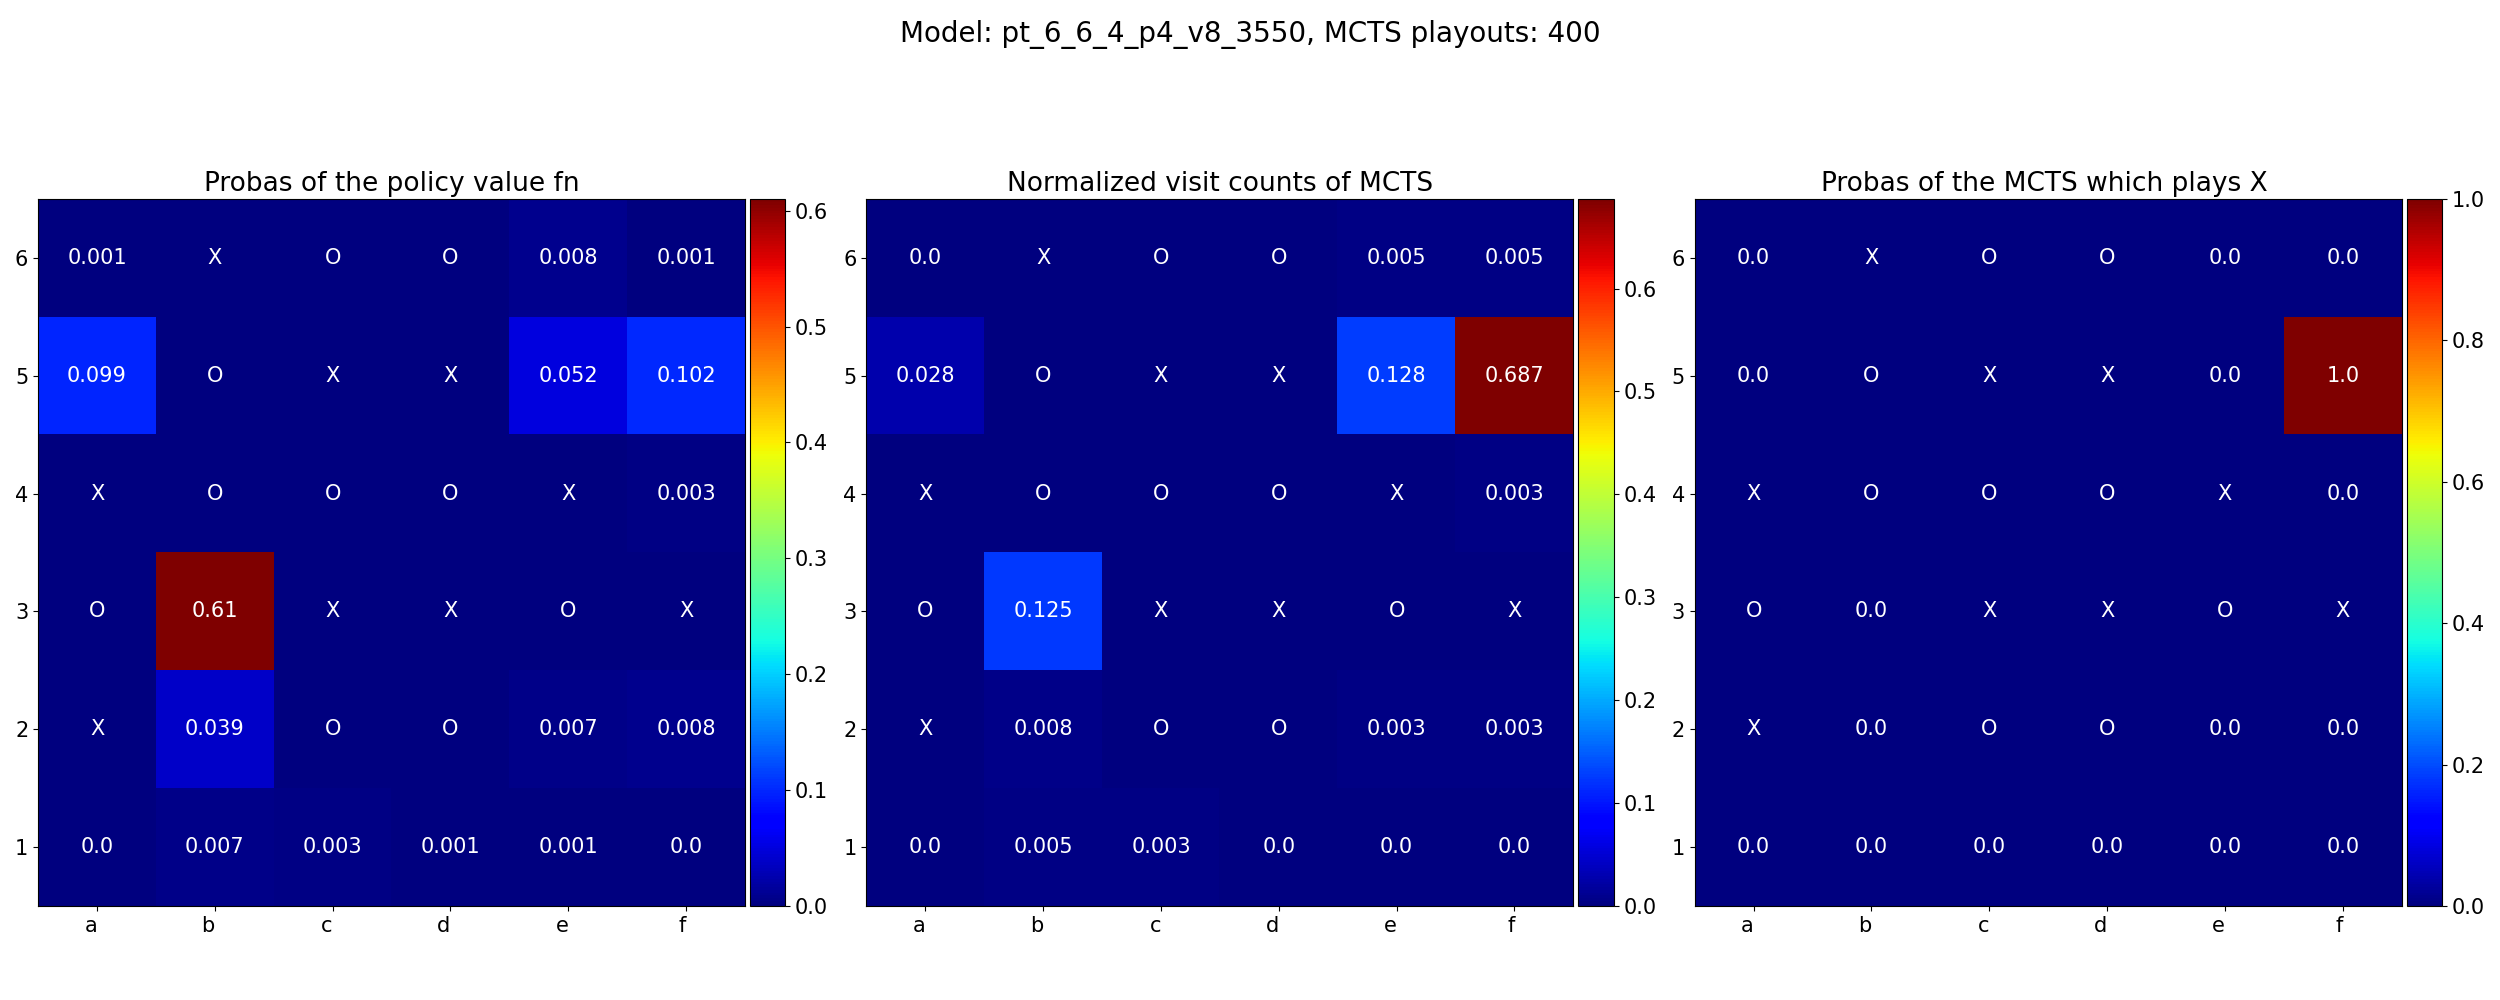 Model: pt_6_6_4_p4_v8_3550, MCTS playouts: 400
Probas of the policy value fn
6 0.001 X O O 0.008 0.001
5 0.099 O X X 0.052 0.102
4 X O O O X 0.003
3 O 0.61 X X O X
2 X 0.039 O O 0.007 0.008
1 0.0 0.007 0.003 0.001 0.001 0.0
a b c d e f
0.6
0.5
0.4
0.3
0.2
0.1
0.0
Normalized visit counts of MCTS
6 0.0 X O O 0.005 0.005
5 0.028 O X X 0.128 0.687
4 X O O O X 0.003
3 O 0.125 X X O X
2 X 0.008 O O 0.003 0.003
1 0.0 0.005 0.003 0.0 0.0 0.0
a b c d e f
0.6
0.5
0.4
0.3
0.2
0.1
0.0
Probas of the MCTS which plays X
6 0.0 X O O 0.0 0.0
5 0.0 O X X 0.0 1.0
4 X O O O X 0.0
3 O 0.0 X X O X
2 X 0.0 O O 0.0 0.0
1 0.0 0.0 0.0 0.0 0.0 0.0
a b c d e f
1.0
0.8
0.6
0.4
0.2
0.0